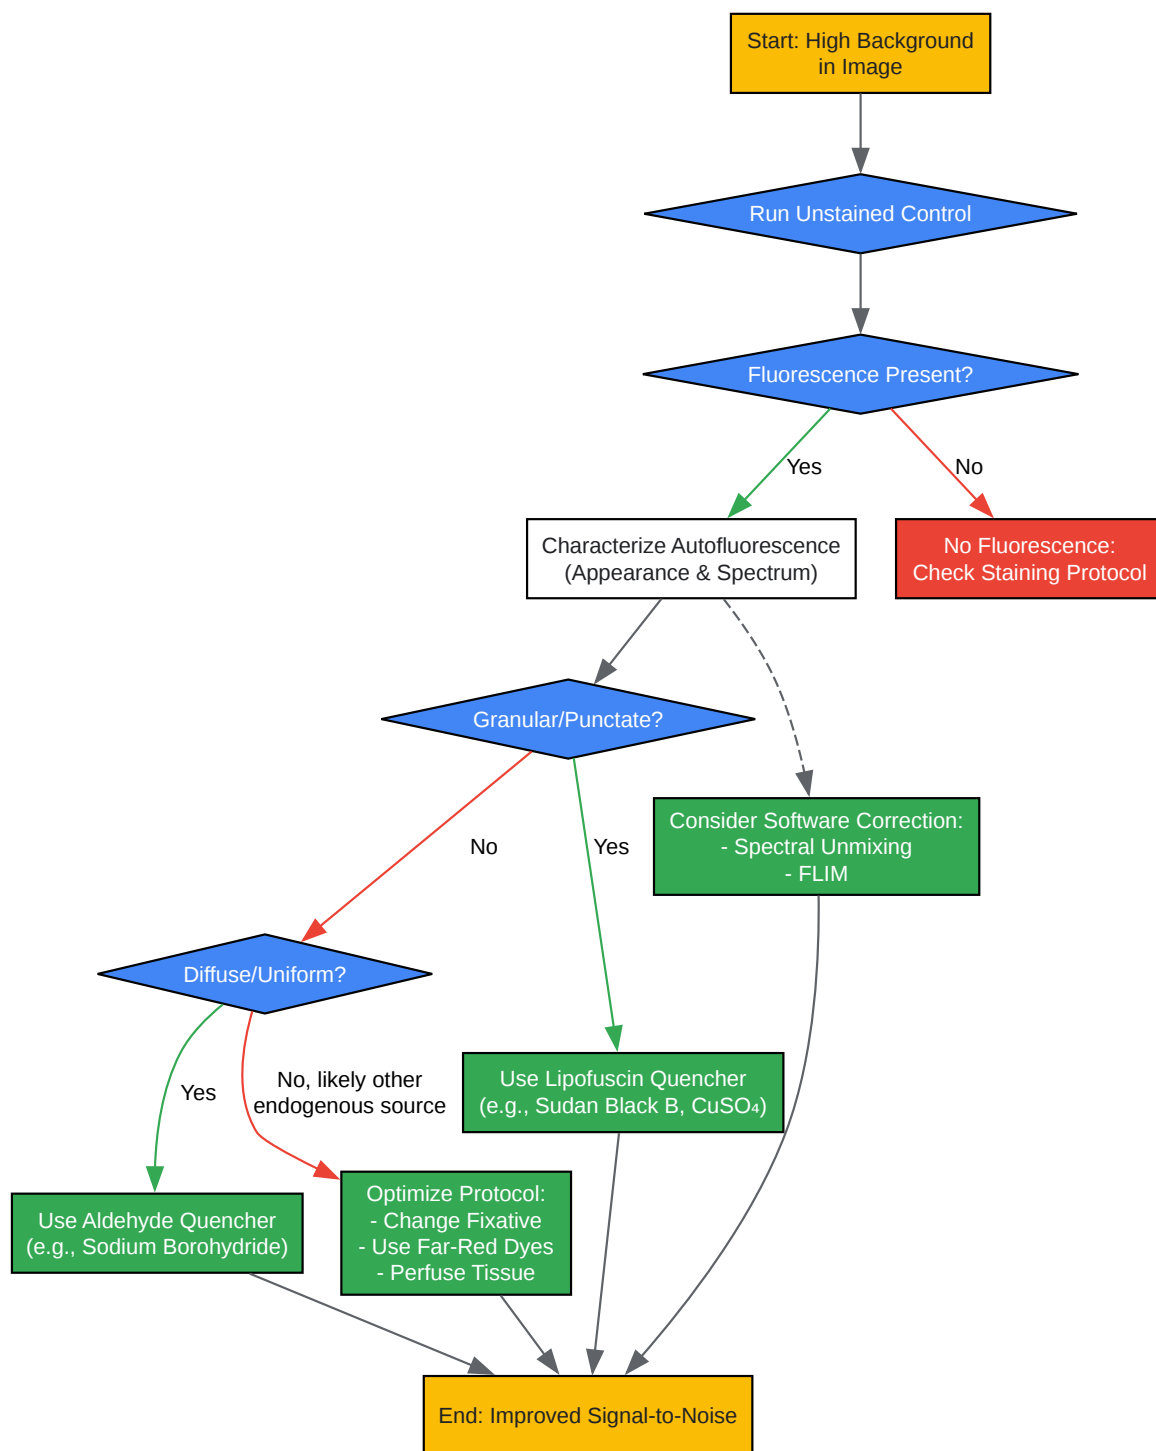 Start: High Background
in Image
Run Unstained Control
Fluorescence Present?
Yes
No
Characterize Autofluorescence
(Appearance & Spectrum)
No Fluorescence:
Check Staining Protocol
Granular/Punctate?
Consider Software Correction:
- Spectral Unmixing
- FLIM
No
Yes
Diffuse/Uniform?
Use Lipofuscin Quencher
(e.g., Sudan Black B, CuSO₄)
Yes
No, likely other
endogenous source
Use Aldehyde Quencher
(e.g., Sodium Borohydride)
Optimize Protocol:
- Change Fixative
- Use Far-Red Dyes
- Perfuse Tissue
End: Improved Signal-to-Noise